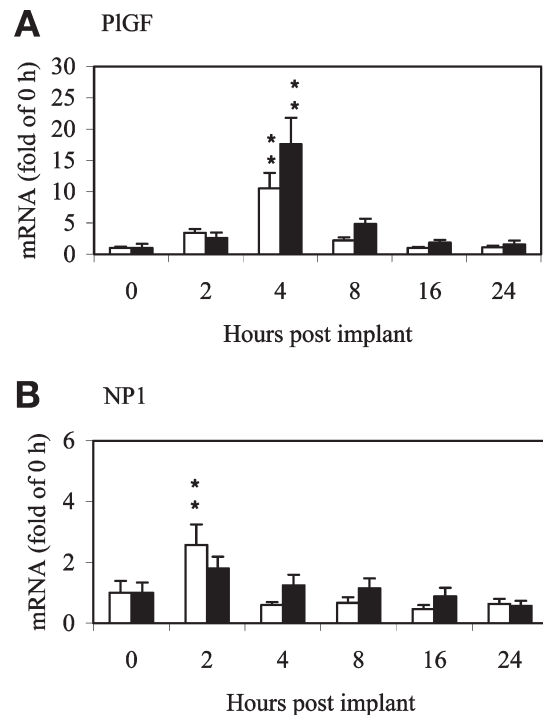 A PlGF
mRNA (fold of 0 h)
30
25
20
15
10
5
0
* *
* *
0 2 4 8 16 24
Hours post implant
B NP1
mRNA (fold of 0 h)
6
4
2
0
* *
0 2 4 8 16 24
Hours post implant